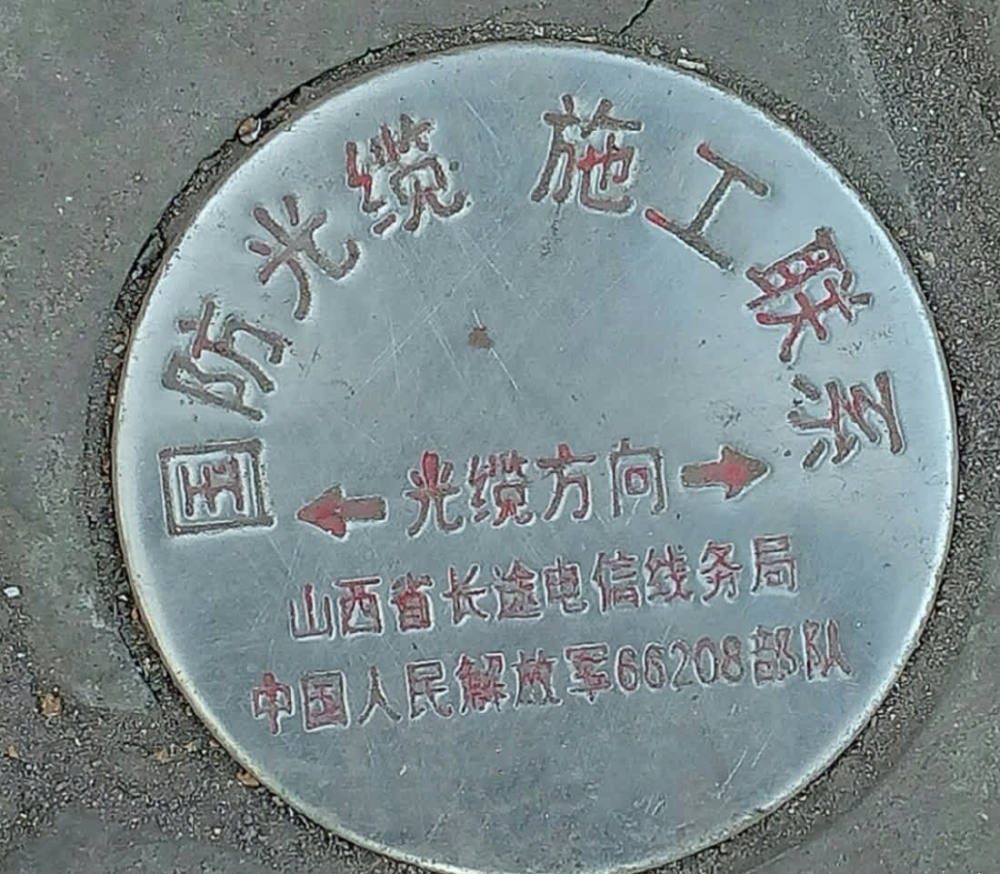 国防光缆 施工联系
光缆方向
山西省长途电信线务局
中国人民解放军66208部队